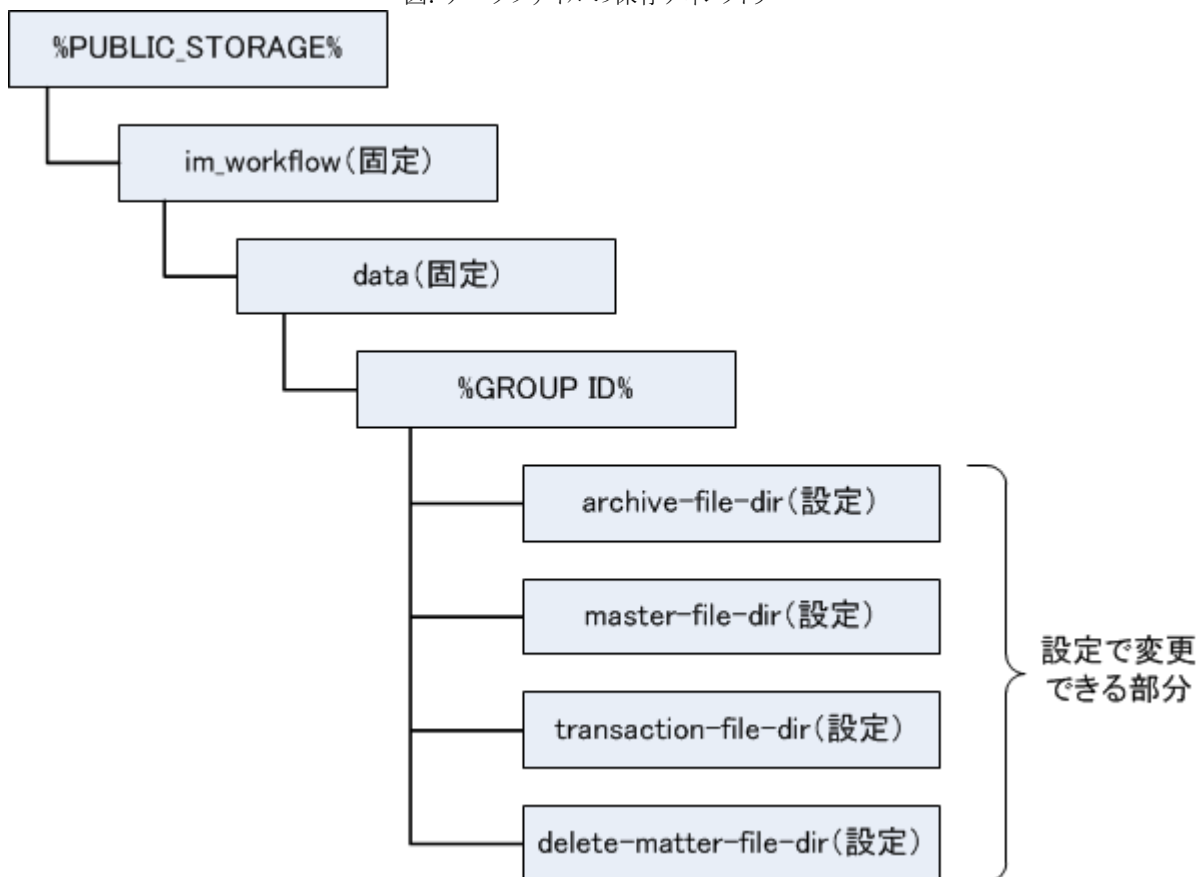 %PUBLIC_STORAGE%
im_workflow(固定)
data(固定)
%GROUP ID%
archive-file-dir(設定)
master-file-dir(設定)
設定で変更
できる部分
transaction-file-dir(設定)
delete-matter-file-dir(設定)